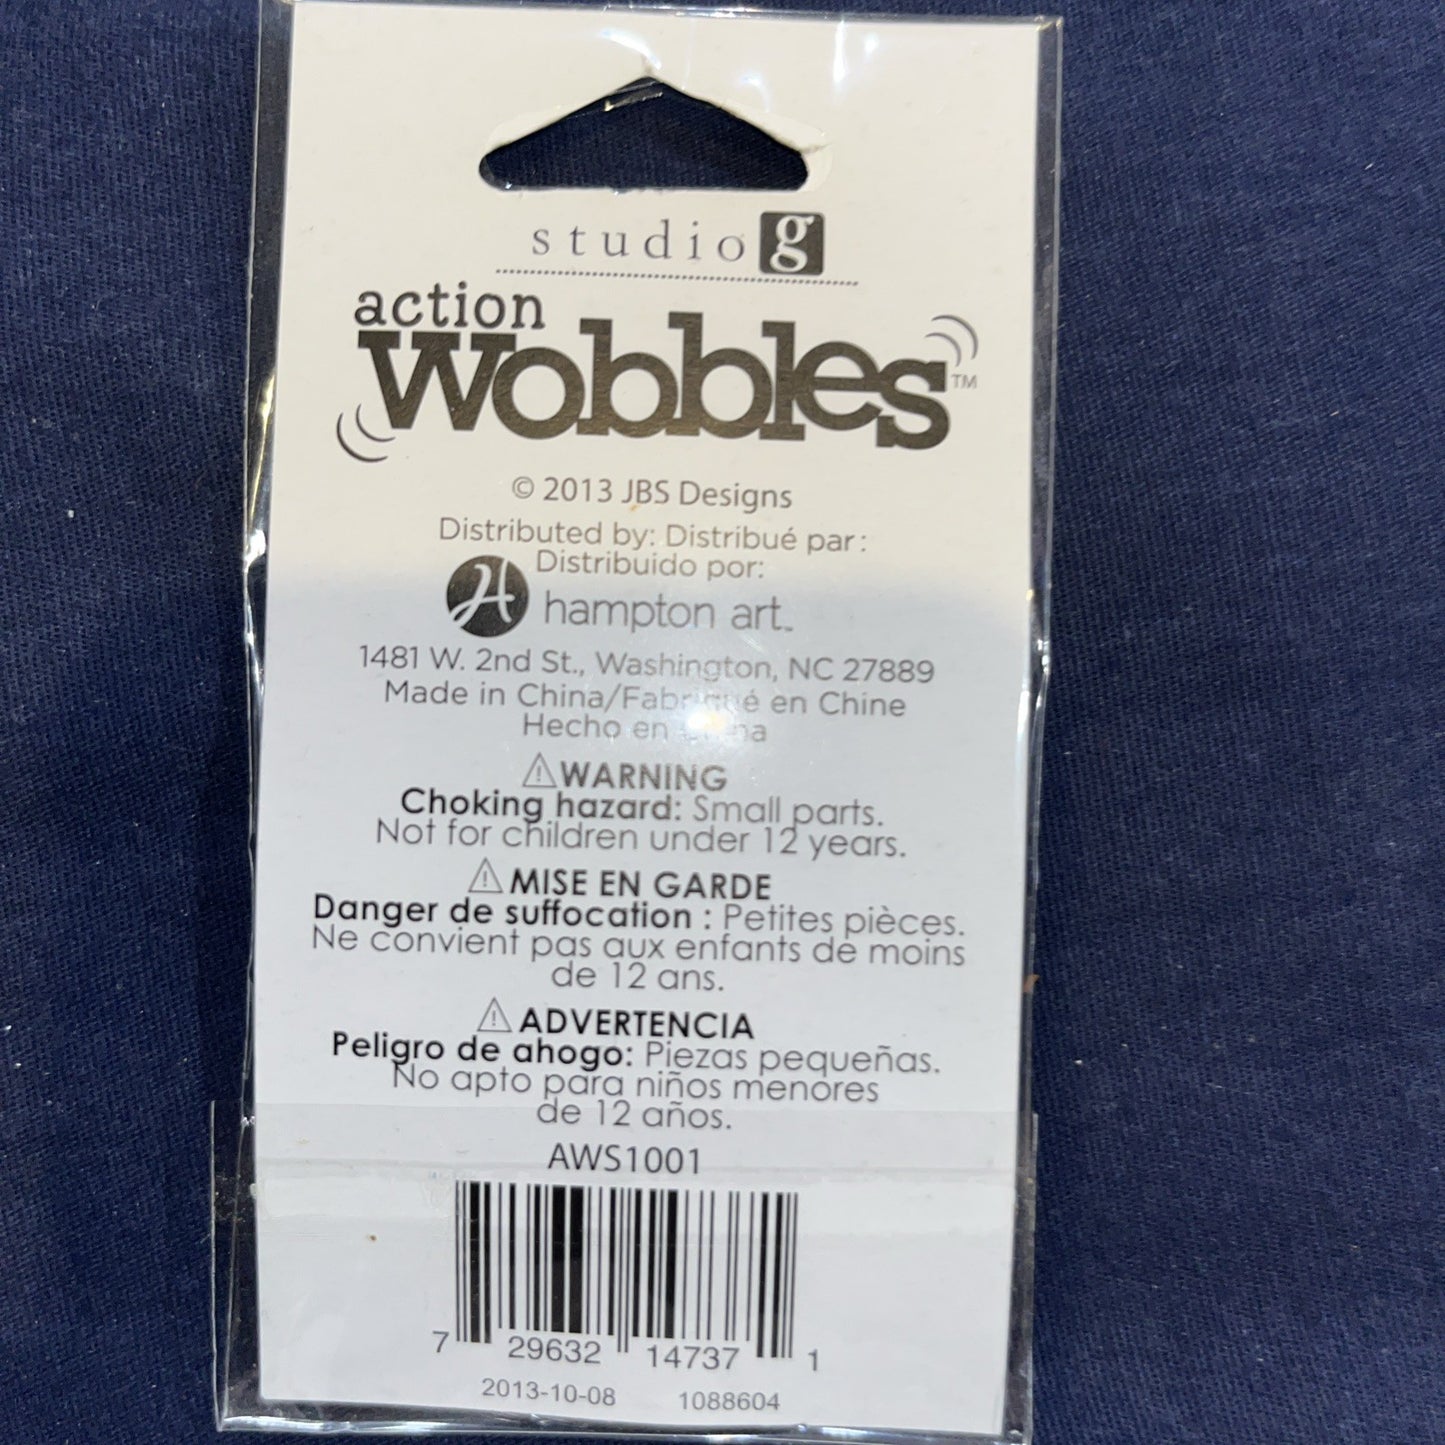 studio g
action
wobbles™
© 2013 JBS Designs
Distributed by: Distribué par:
Distribuido por:
H hampton art™
1481 W. 2nd St., Washington, NC 27889
Made in China/Fabriqué en Chine
Hecho en China
⚠WARNING
Choking hazard: Small parts.
Not for children under 12 years.
⚠MISE EN GARDE
Danger de suffocation : Petites pièces.
Ne convient pas aux enfants de moins
de 12 ans.
⚠ADVERTENCIA
Peligro de ahogo: Piezas pequeñas.
No apto para niños menores
de 12 años.
AWS1001
7 29632 14737 1
2013-10-08 1088604